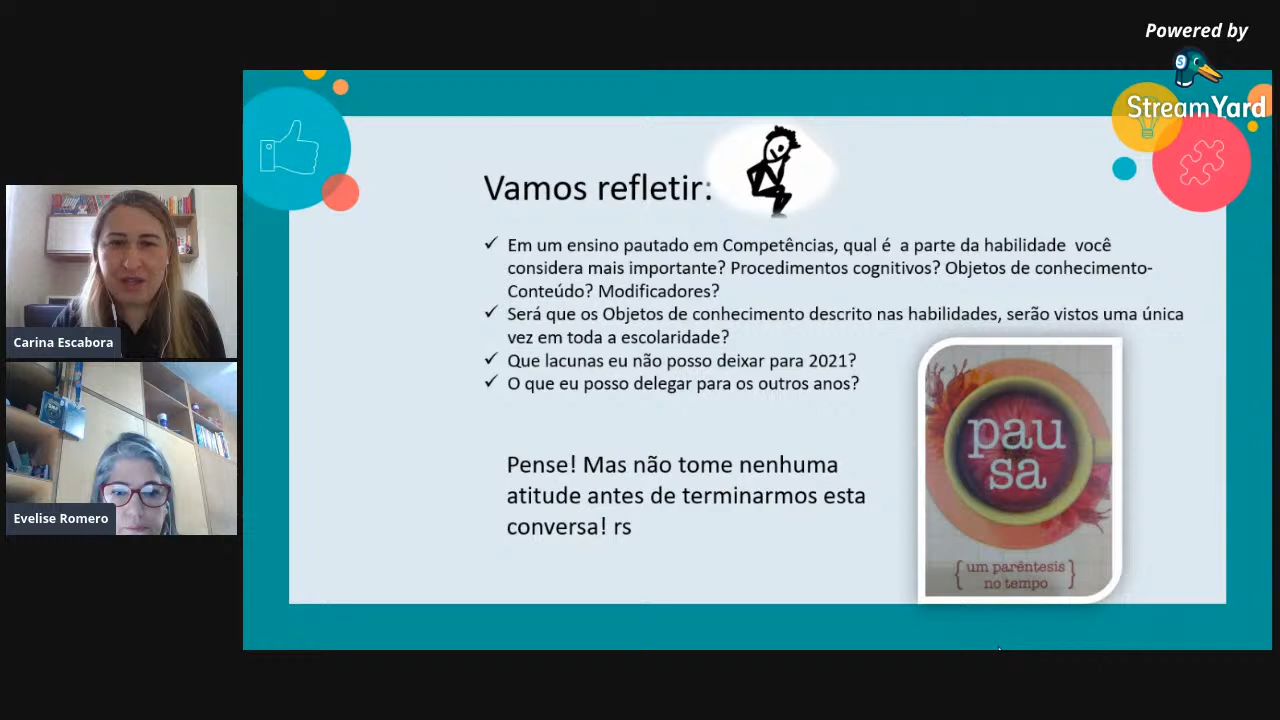 Powered by
StreamYard
Vamos refletir:
✓ Em um ensino pautado em Competências, qual é a parte da habilidade você
considera mais importante? Procedimentos cognitivos? Objetos de conhecimento-
Conteúdo? Modificadores?
✓ Será que os Objetos de conhecimento descrito nas habilidades, serão vistos uma única
vez em toda a escolaridade?
✓ Que lacunas eu não posso deixar para 2021?
✓ O que eu posso delegar para os outros anos?
Pense! Mas não tome nenhuma
atitude antes de terminarmos esta
conversa! rs
pau
sa
{ um parêntesis
no tempo }
Carina Escabora
Evelise Romero